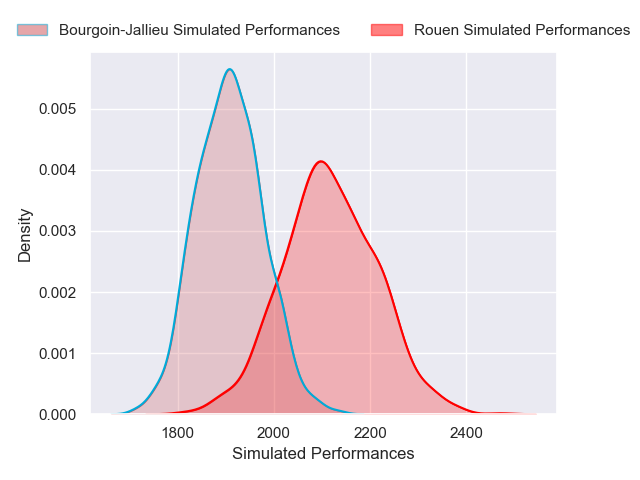 Bourgoin-Jallieu Simulated Performances
Rouen Simulated Performances
Density
0.005
0.004
0.003
0.002
0.001
0.000
1800
2000
2200
2400
Simulated Performances